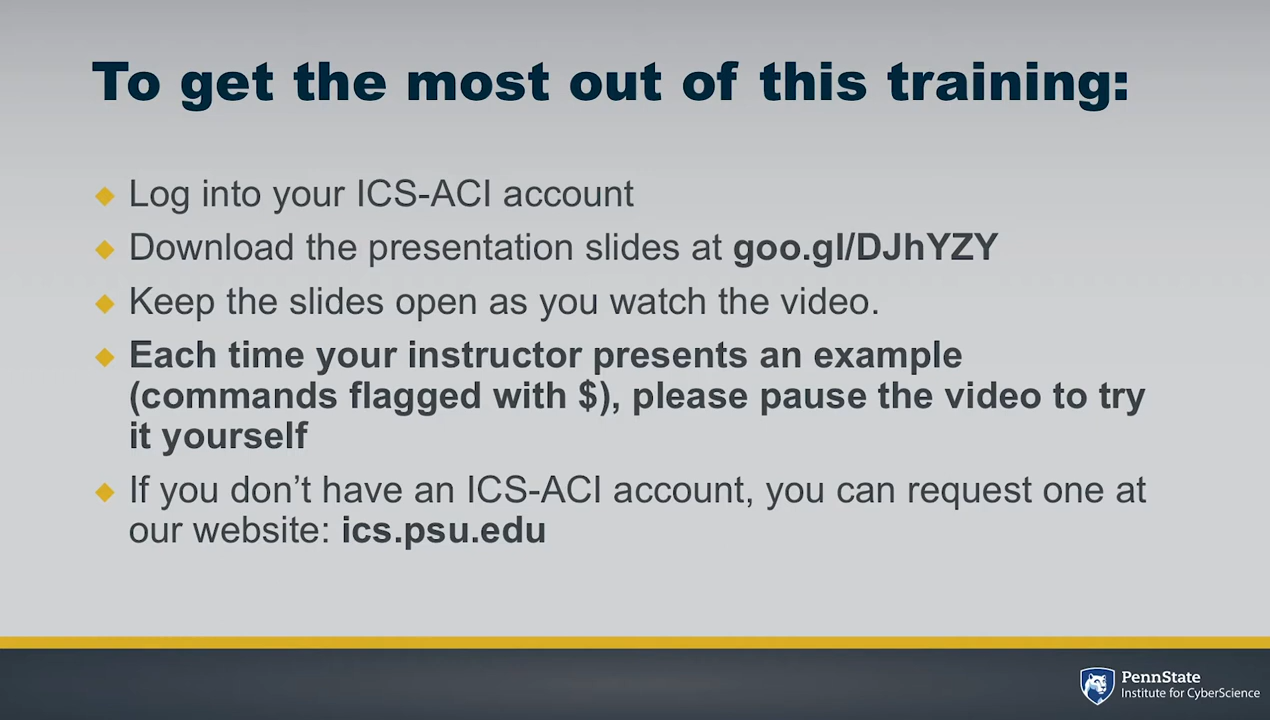 To get the most out of this training:
Log into your ICS-ACI account
Download the presentation slides at goo.gl/DJhYZY
Keep the slides open as you watch the video.
Each time your instructor presents an example
(commands flagged with $), please pause the video to try
it yourself
If you don’t have an ICS-ACI account, you can request one at
our website: ics.psu.edu
PennState
Institute for CyberScience